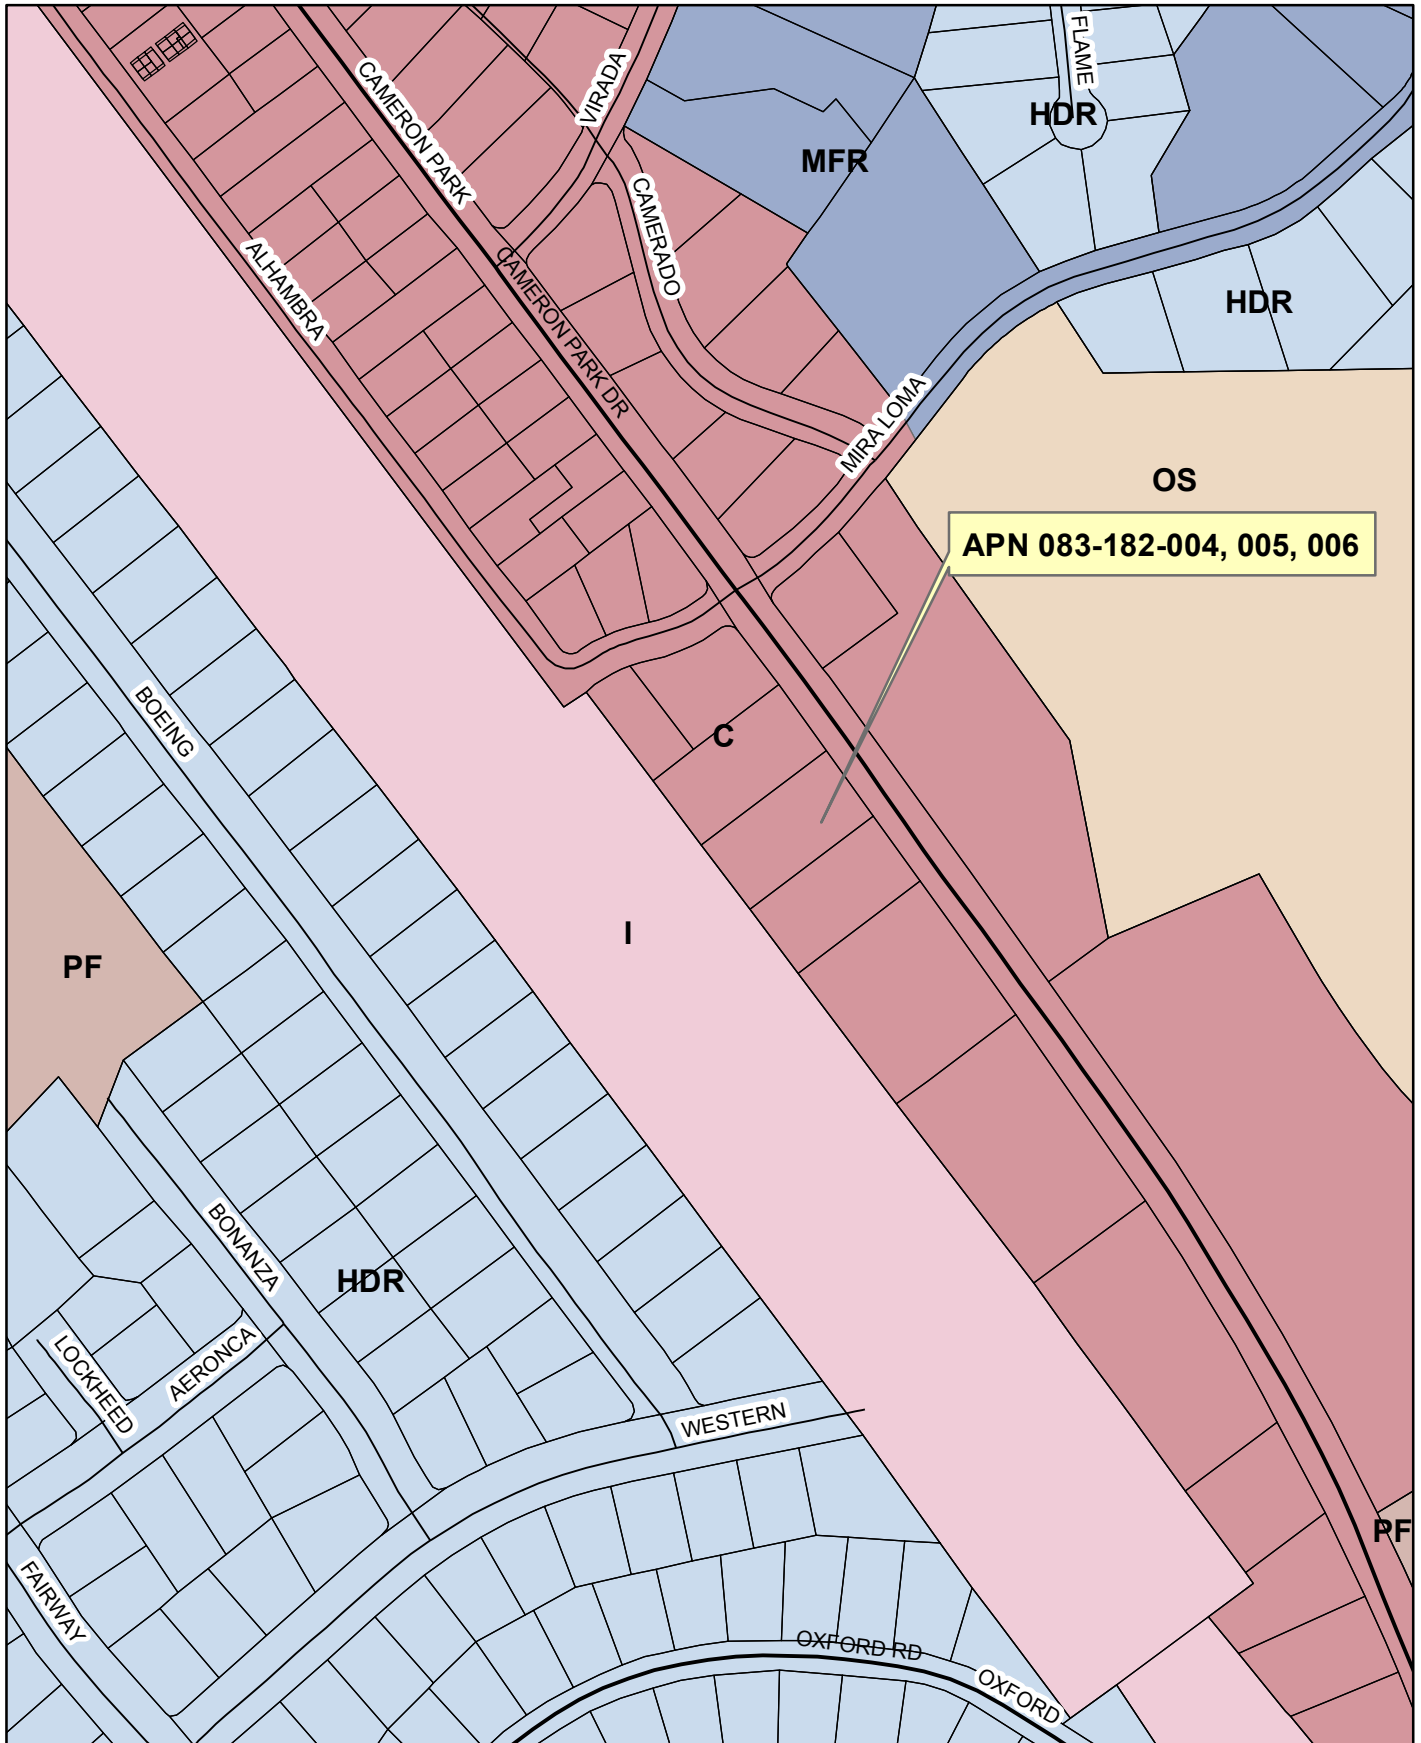 FLAME
VIRADA
CAMERON PARK
HDR
MFR
CAMERADO
ALHAMBRA
CAMERON PARK DR
HDR
MIRA LOMA
OS
APN 083-182-004, 005, 006
BOEING
C
I
PF
BONANZA
HDR
LOCKHEED
AERONCA
WESTERN
PF
FAIRWAY
OXFORD RD
OXFORD